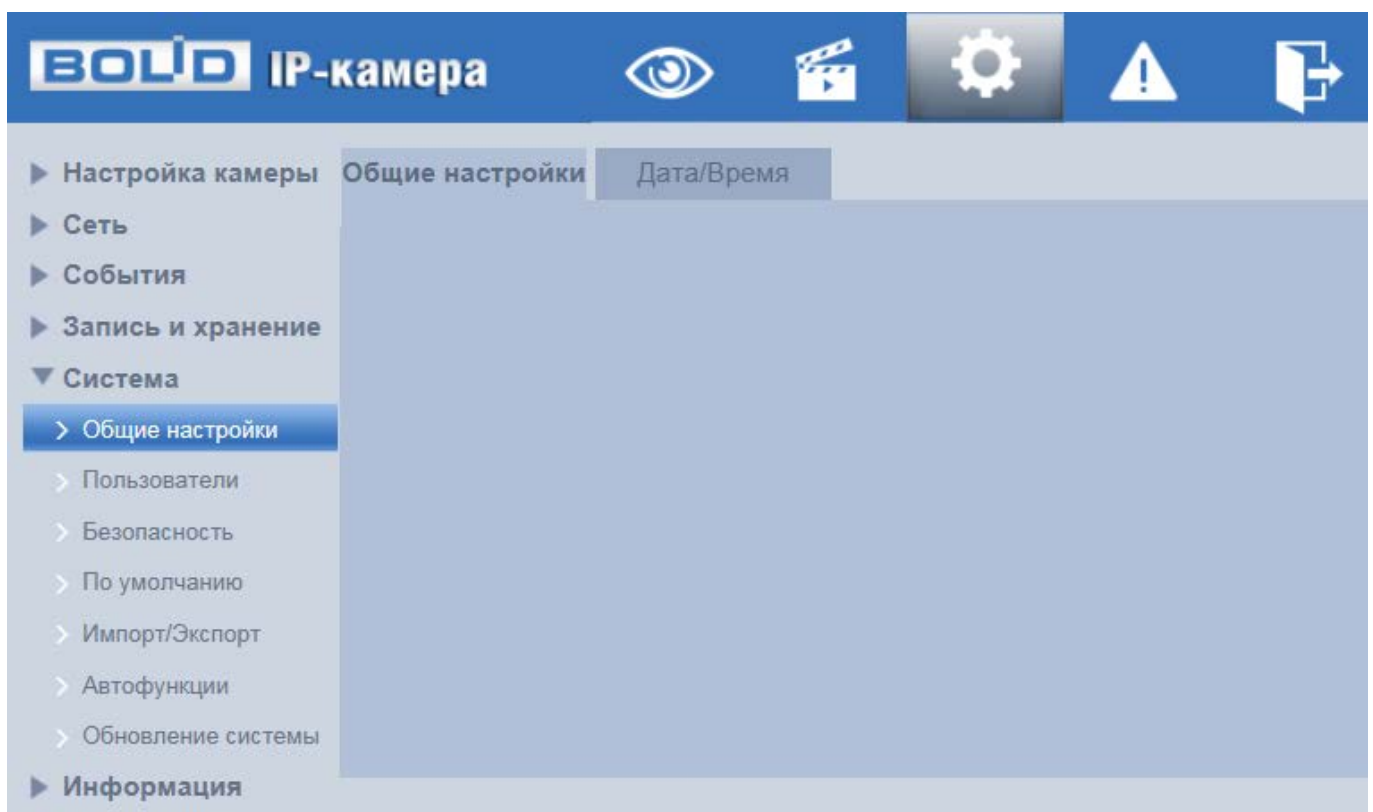 BOLID IP-камера
Настройка камеры
Сеть
События
Запись и хранение
Система
Общие настройки
Пользователи
Безопасность
По умолчанию
Импорт/Экспорт
Автофункции
Обновление системы
Информация
Общие настройки
Дата/Время